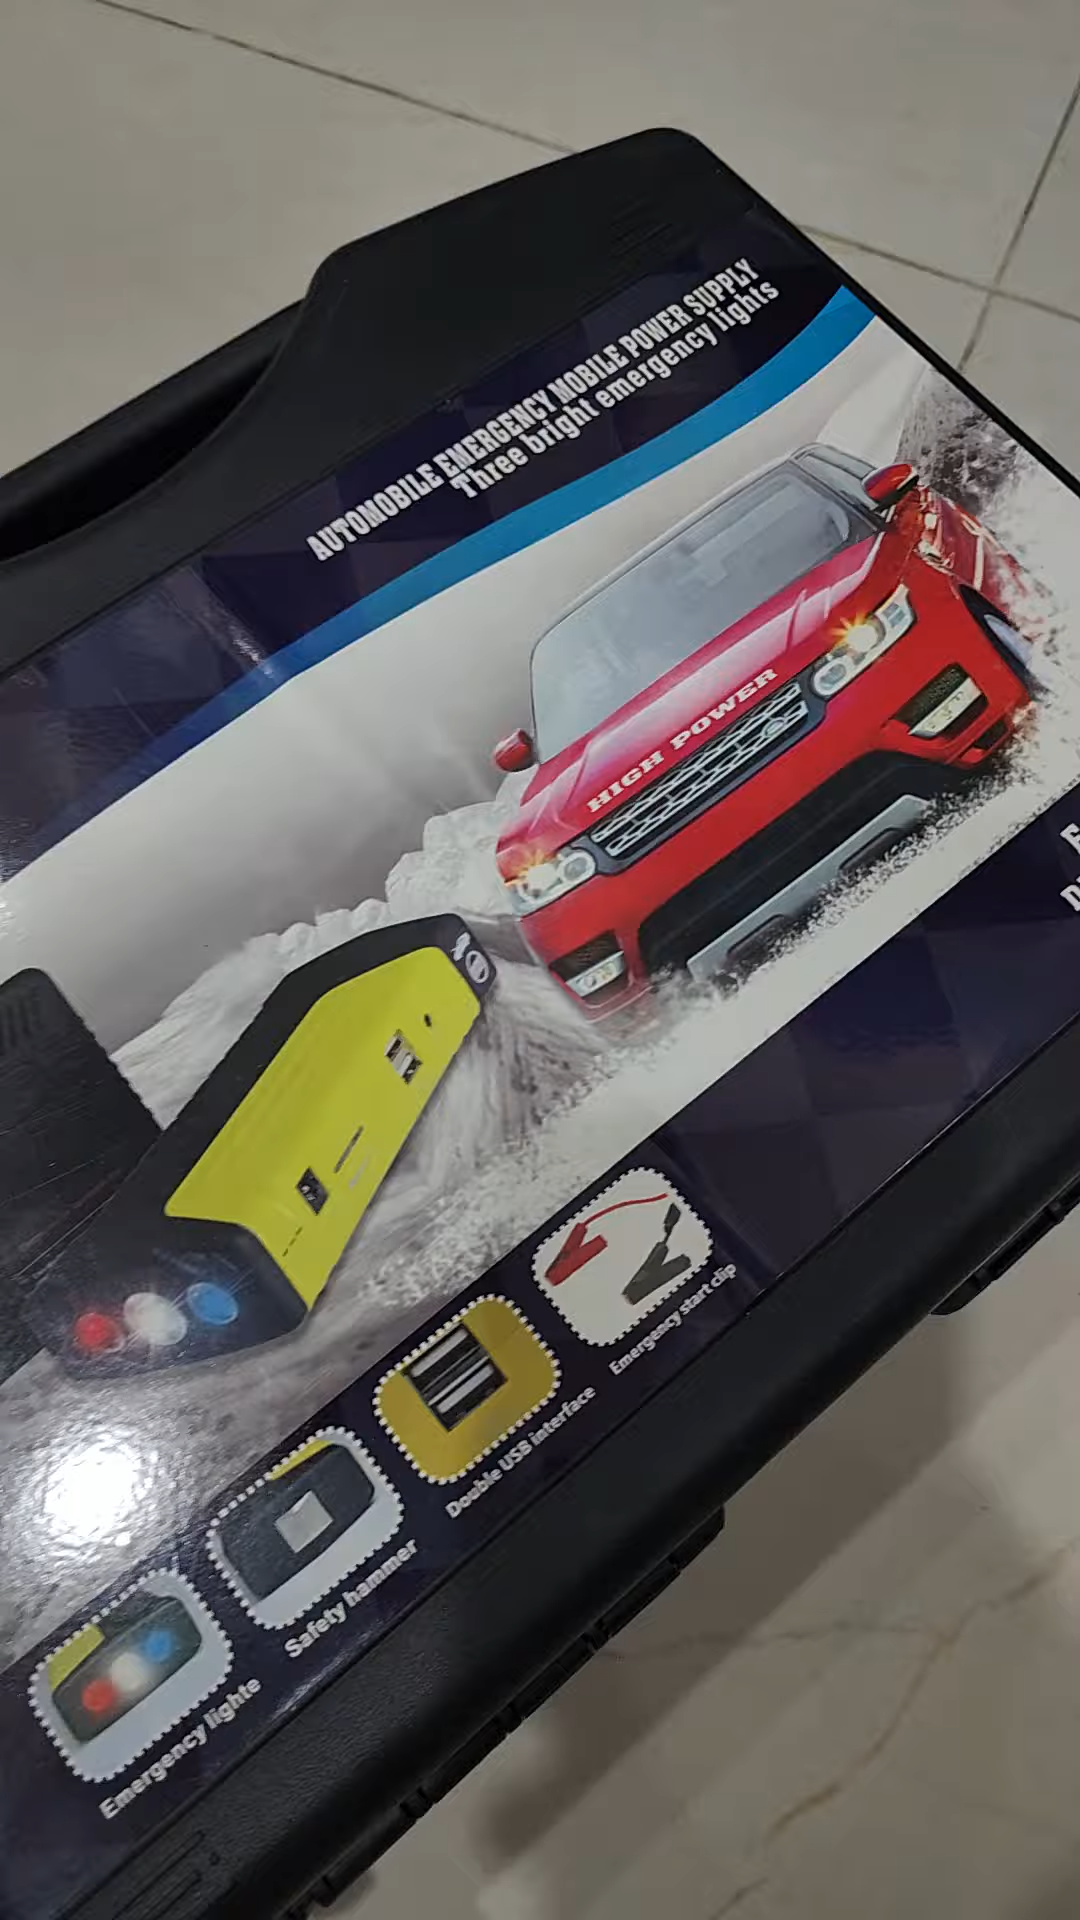 AUTOMOBILE EMERGENCY MOBILE POWER SUPPLY
Three bright emergency lights
HIGH POWER
Emergency start clip
Double USB interface
Safety hammer
Emergency lighte